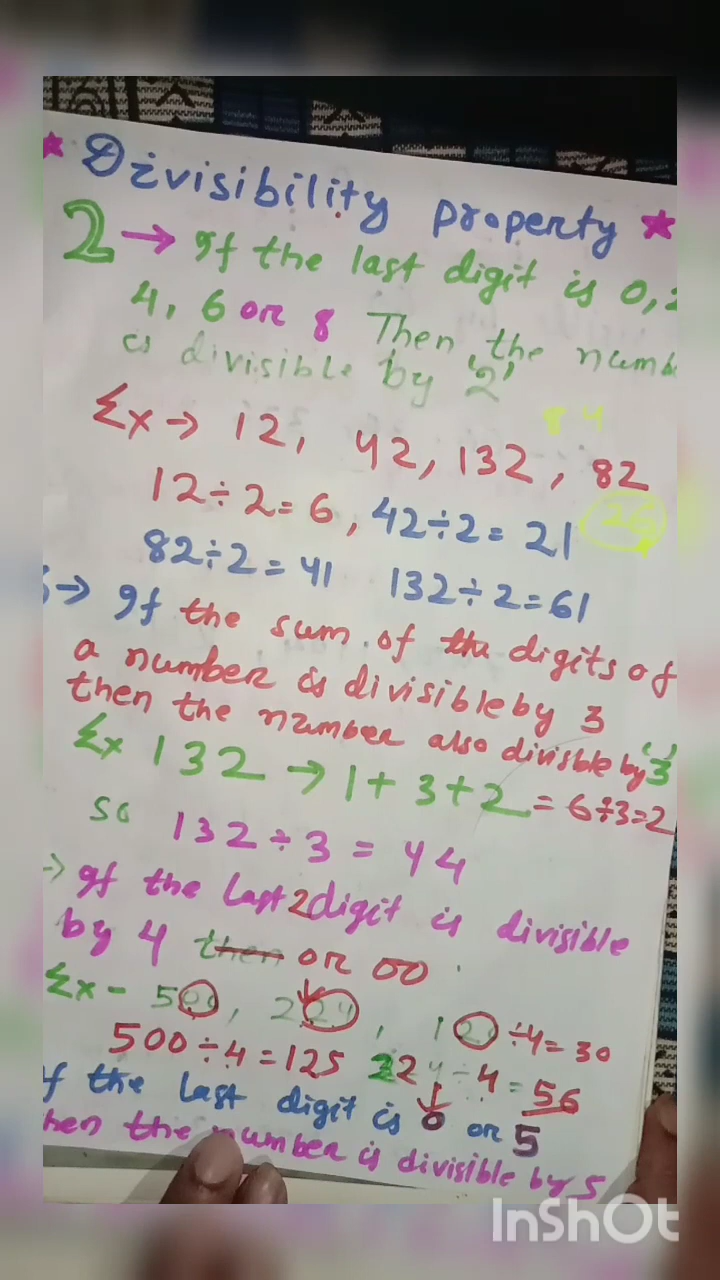 * Divisibility property *
2 → If the last digit is 0, 2
4, 6 or 8 Then the numb
is divisible by '2'
84
Ex → 12, 42, 132, 82
12 ÷ 2 = 6, 42 ÷ 2 = 21 26
82 ÷ 2 = 41 132 ÷ 2 = 61
→ If the sum of the digits of
a number is divisible by 3
then the number also divisble by '3'
Ex 132 → 1 + 3 + 2 = 6 ÷ 3 = 2
so 132 ÷ 3 = 44
→ If the Last 2 digit is divisible
by 4 then or 00
Ex - 500, 224, 120 ÷ 4 = 30
500 ÷ 4 = 125 224 ÷ 4 = 56
f the last digit is 0 or 5
hen the number is divisible by 5
InShOt